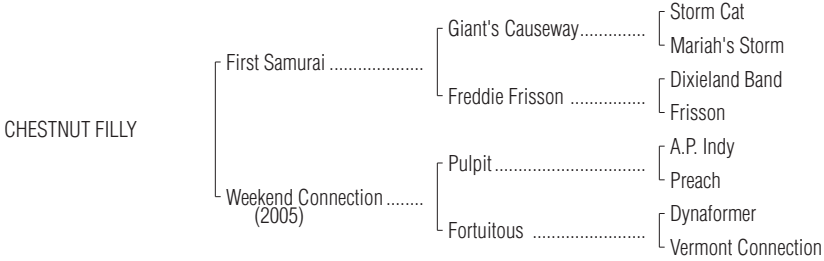 Storm Cat
Giant's Causeway..............
Mariah's Storm
First Samurai ....................
Dixieland Band
Freddie Frisson ................
Frisson
CHESTNUT FILLY
A.P. Indy
Pulpit................................
Preach
Weekend Connection ........
(2005)
Dynaformer
Fortuitous ........................
Vermont Connection